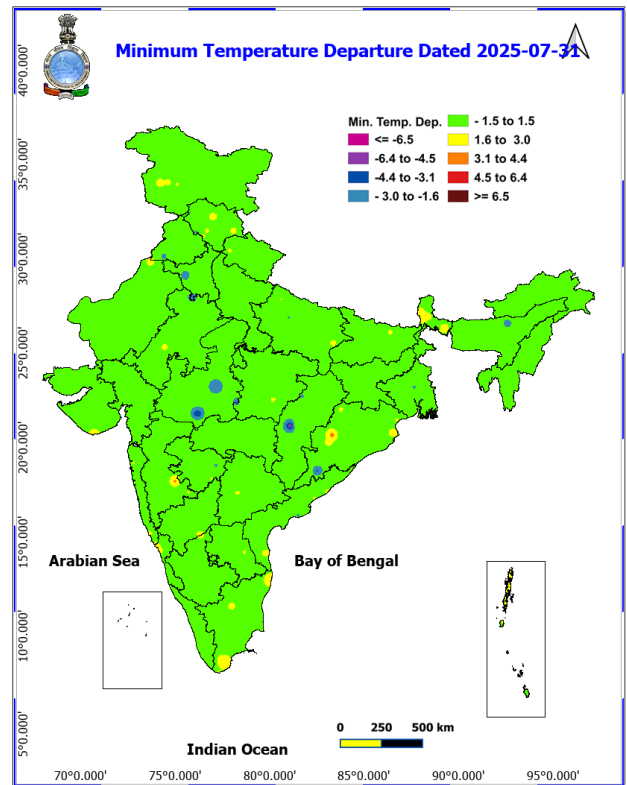 Minimum Temperature Departure Dated 2025-07-31
40°0.000'
Min. Temp. Dep.
<= -6.5
-6.4 to -4.5
-4.4 to -3.1
- 3.0 to -1.6
- 1.5 to 1.5
1.6 to 3.0
3.1 to 4.4
4.5 to 6.4
>= 6.5
35°0.000'
30°0.000'
25°0.000'
20°0.000'
15°0.000'
Arabian Sea
Bay of Bengal
10°0.000'
5°0.000'
0 250 500 km
Indian Ocean
70°0.000' 75°0.000' 80°0.000' 85°0.000' 90°0.000' 95°0.000'